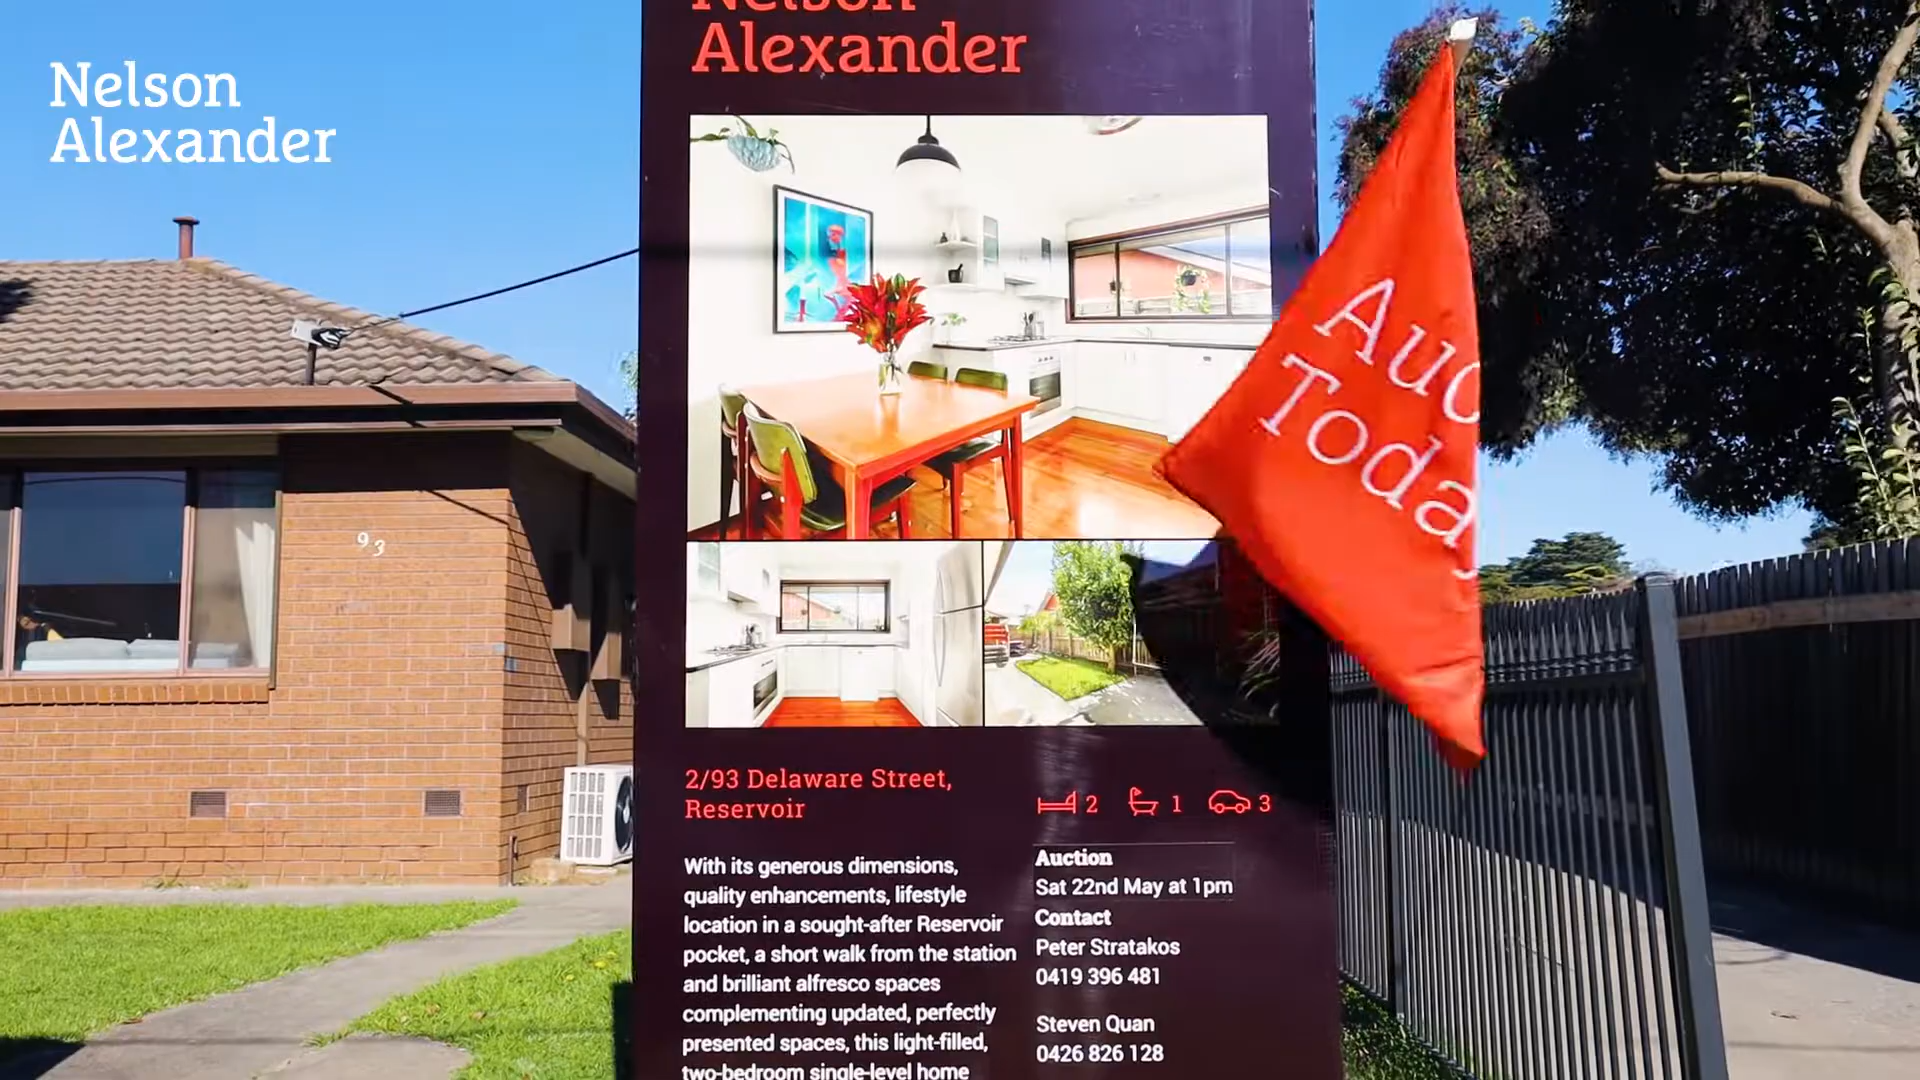 Nelson
Alexander
Nelson
Alexander
Auc
Today
93
2/93 Delaware Street,
Reservoir
2 1 3
With its generous dimensions,
quality enhancements, lifestyle
location in a sought-after Reservoir
pocket, a short walk from the station
and brilliant alfresco spaces
complementing updated, perfectly
presented spaces, this light-filled,
two-bedroom single-level home
Auction
Sat 22nd May at 1pm
Contact
Peter Stratakos
0419 396 481
Steven Quan
0426 826 128